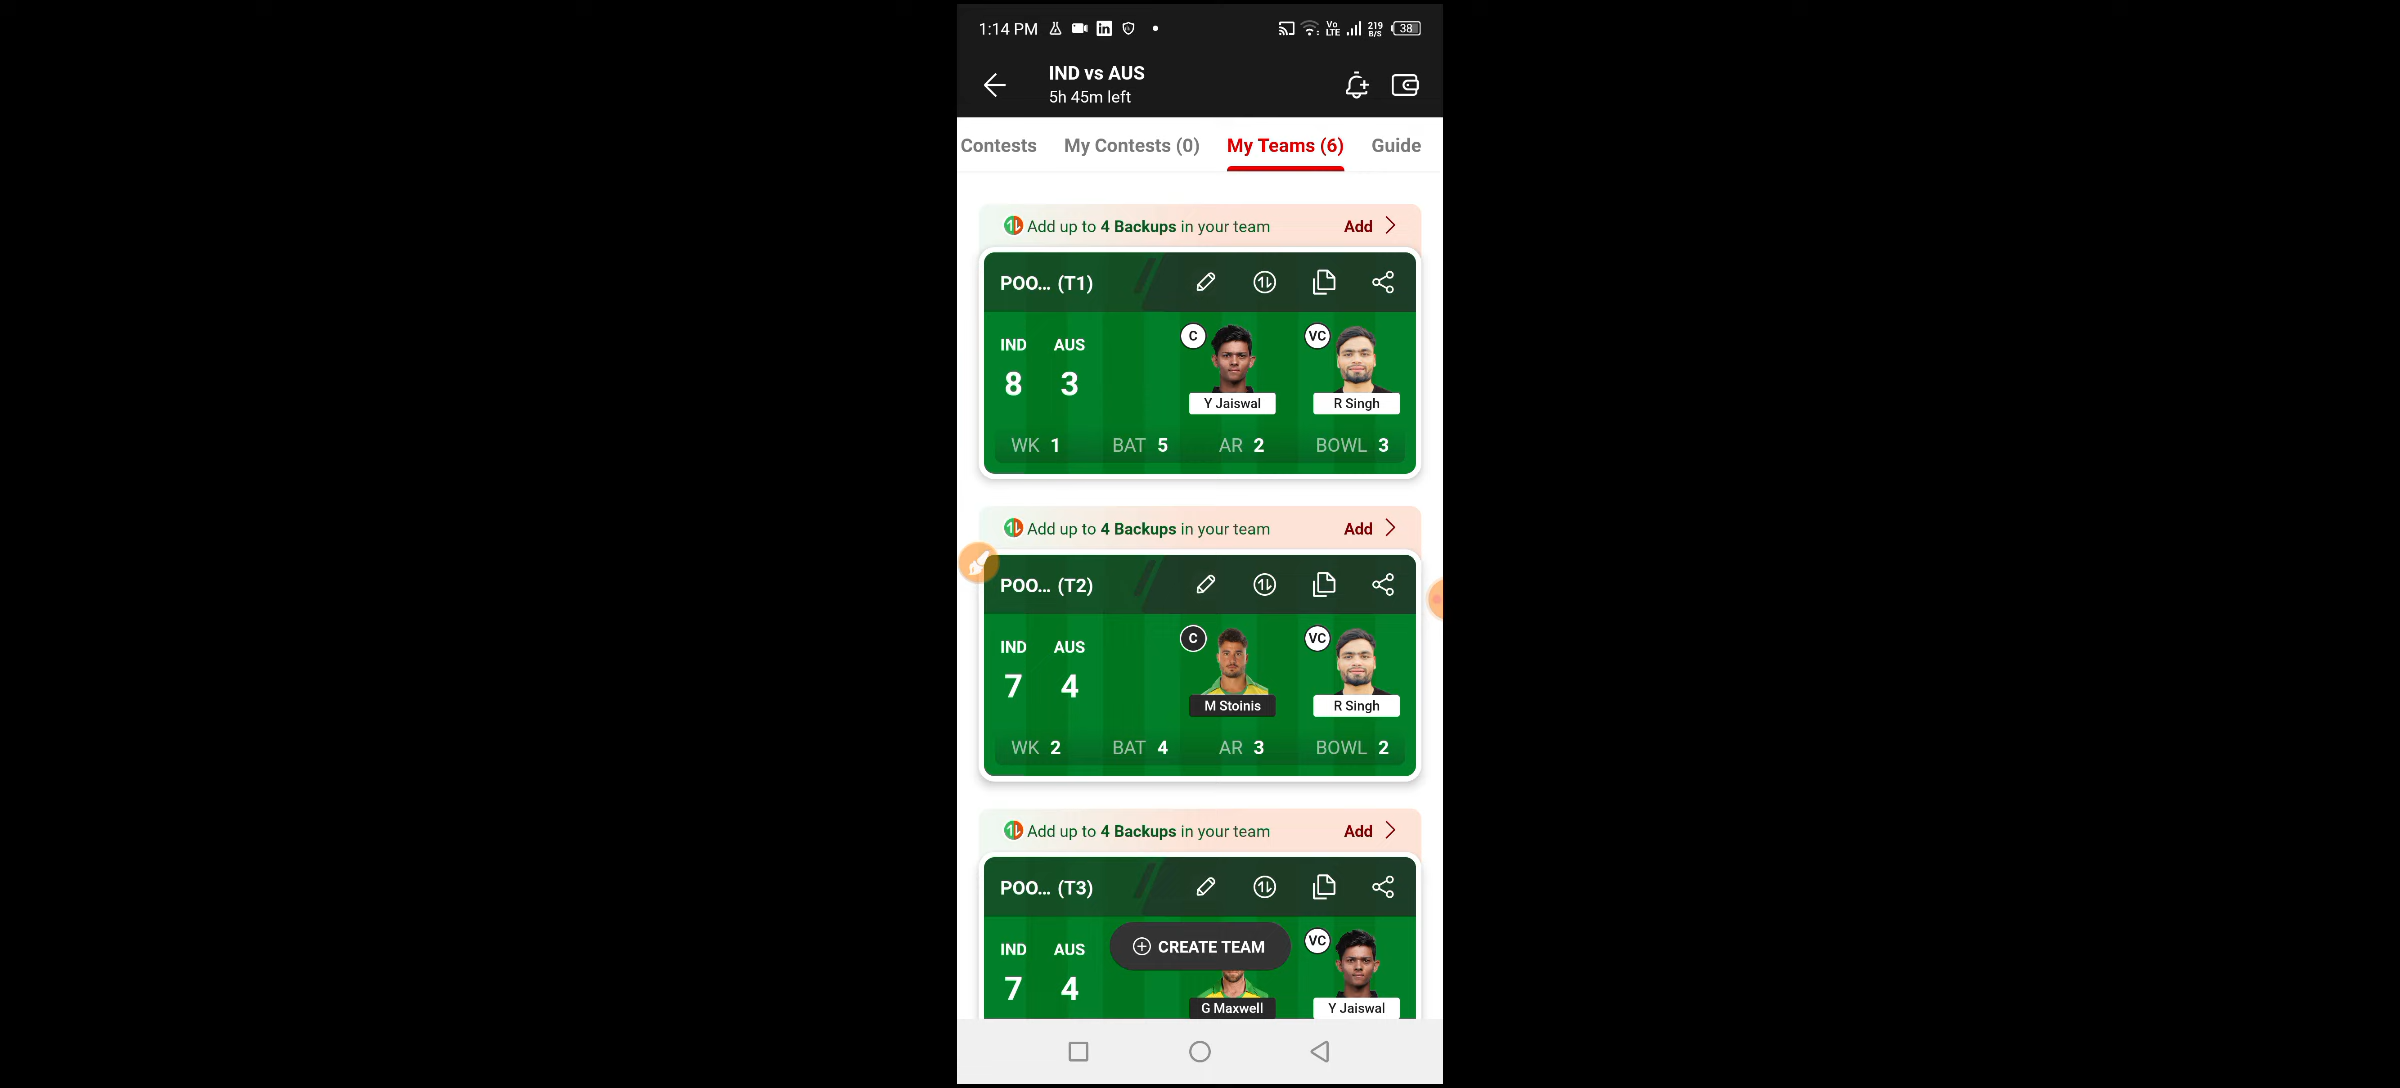 1:14 PM
Vo LTE 219 B/S 38
IND vs AUS
5h 45m left
Contests My Contests (0) My Teams (6) Guide
Add up to 4 Backups in your team Add
POO... (T1)
C VC
IND AUS
8 3
Y Jaiswal R Singh
WK 1 BAT 5 AR 2 BOWL 3
Add up to 4 Backups in your team Add
POO... (T2)
C VC
IND AUS
7 4
M Stoinis R Singh
WK 2 BAT 4 AR 3 BOWL 2
Add up to 4 Backups in your team Add
POO... (T3)
VC
IND AUS
CREATE TEAM
7 4
G Maxwell Y Jaiswal